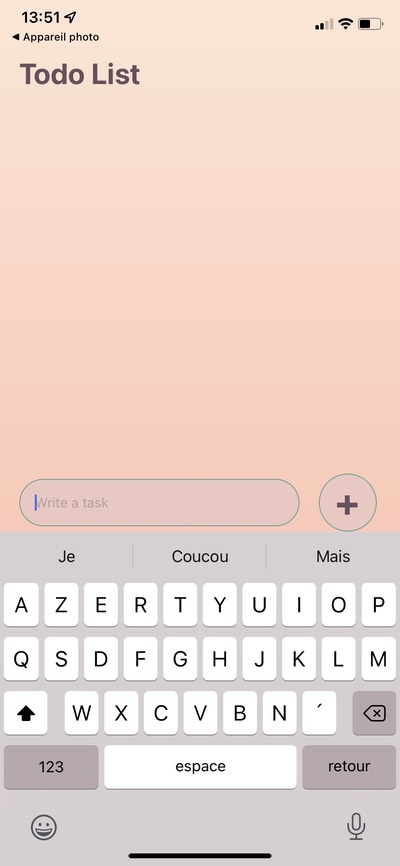 13:51
◀ Appareil photo
Todo List
Write a task
+
Je Coucou Mais
A Z E R T Y U I O P
Q S D F G H J K L M
W X C V B N ´
123 espace retour